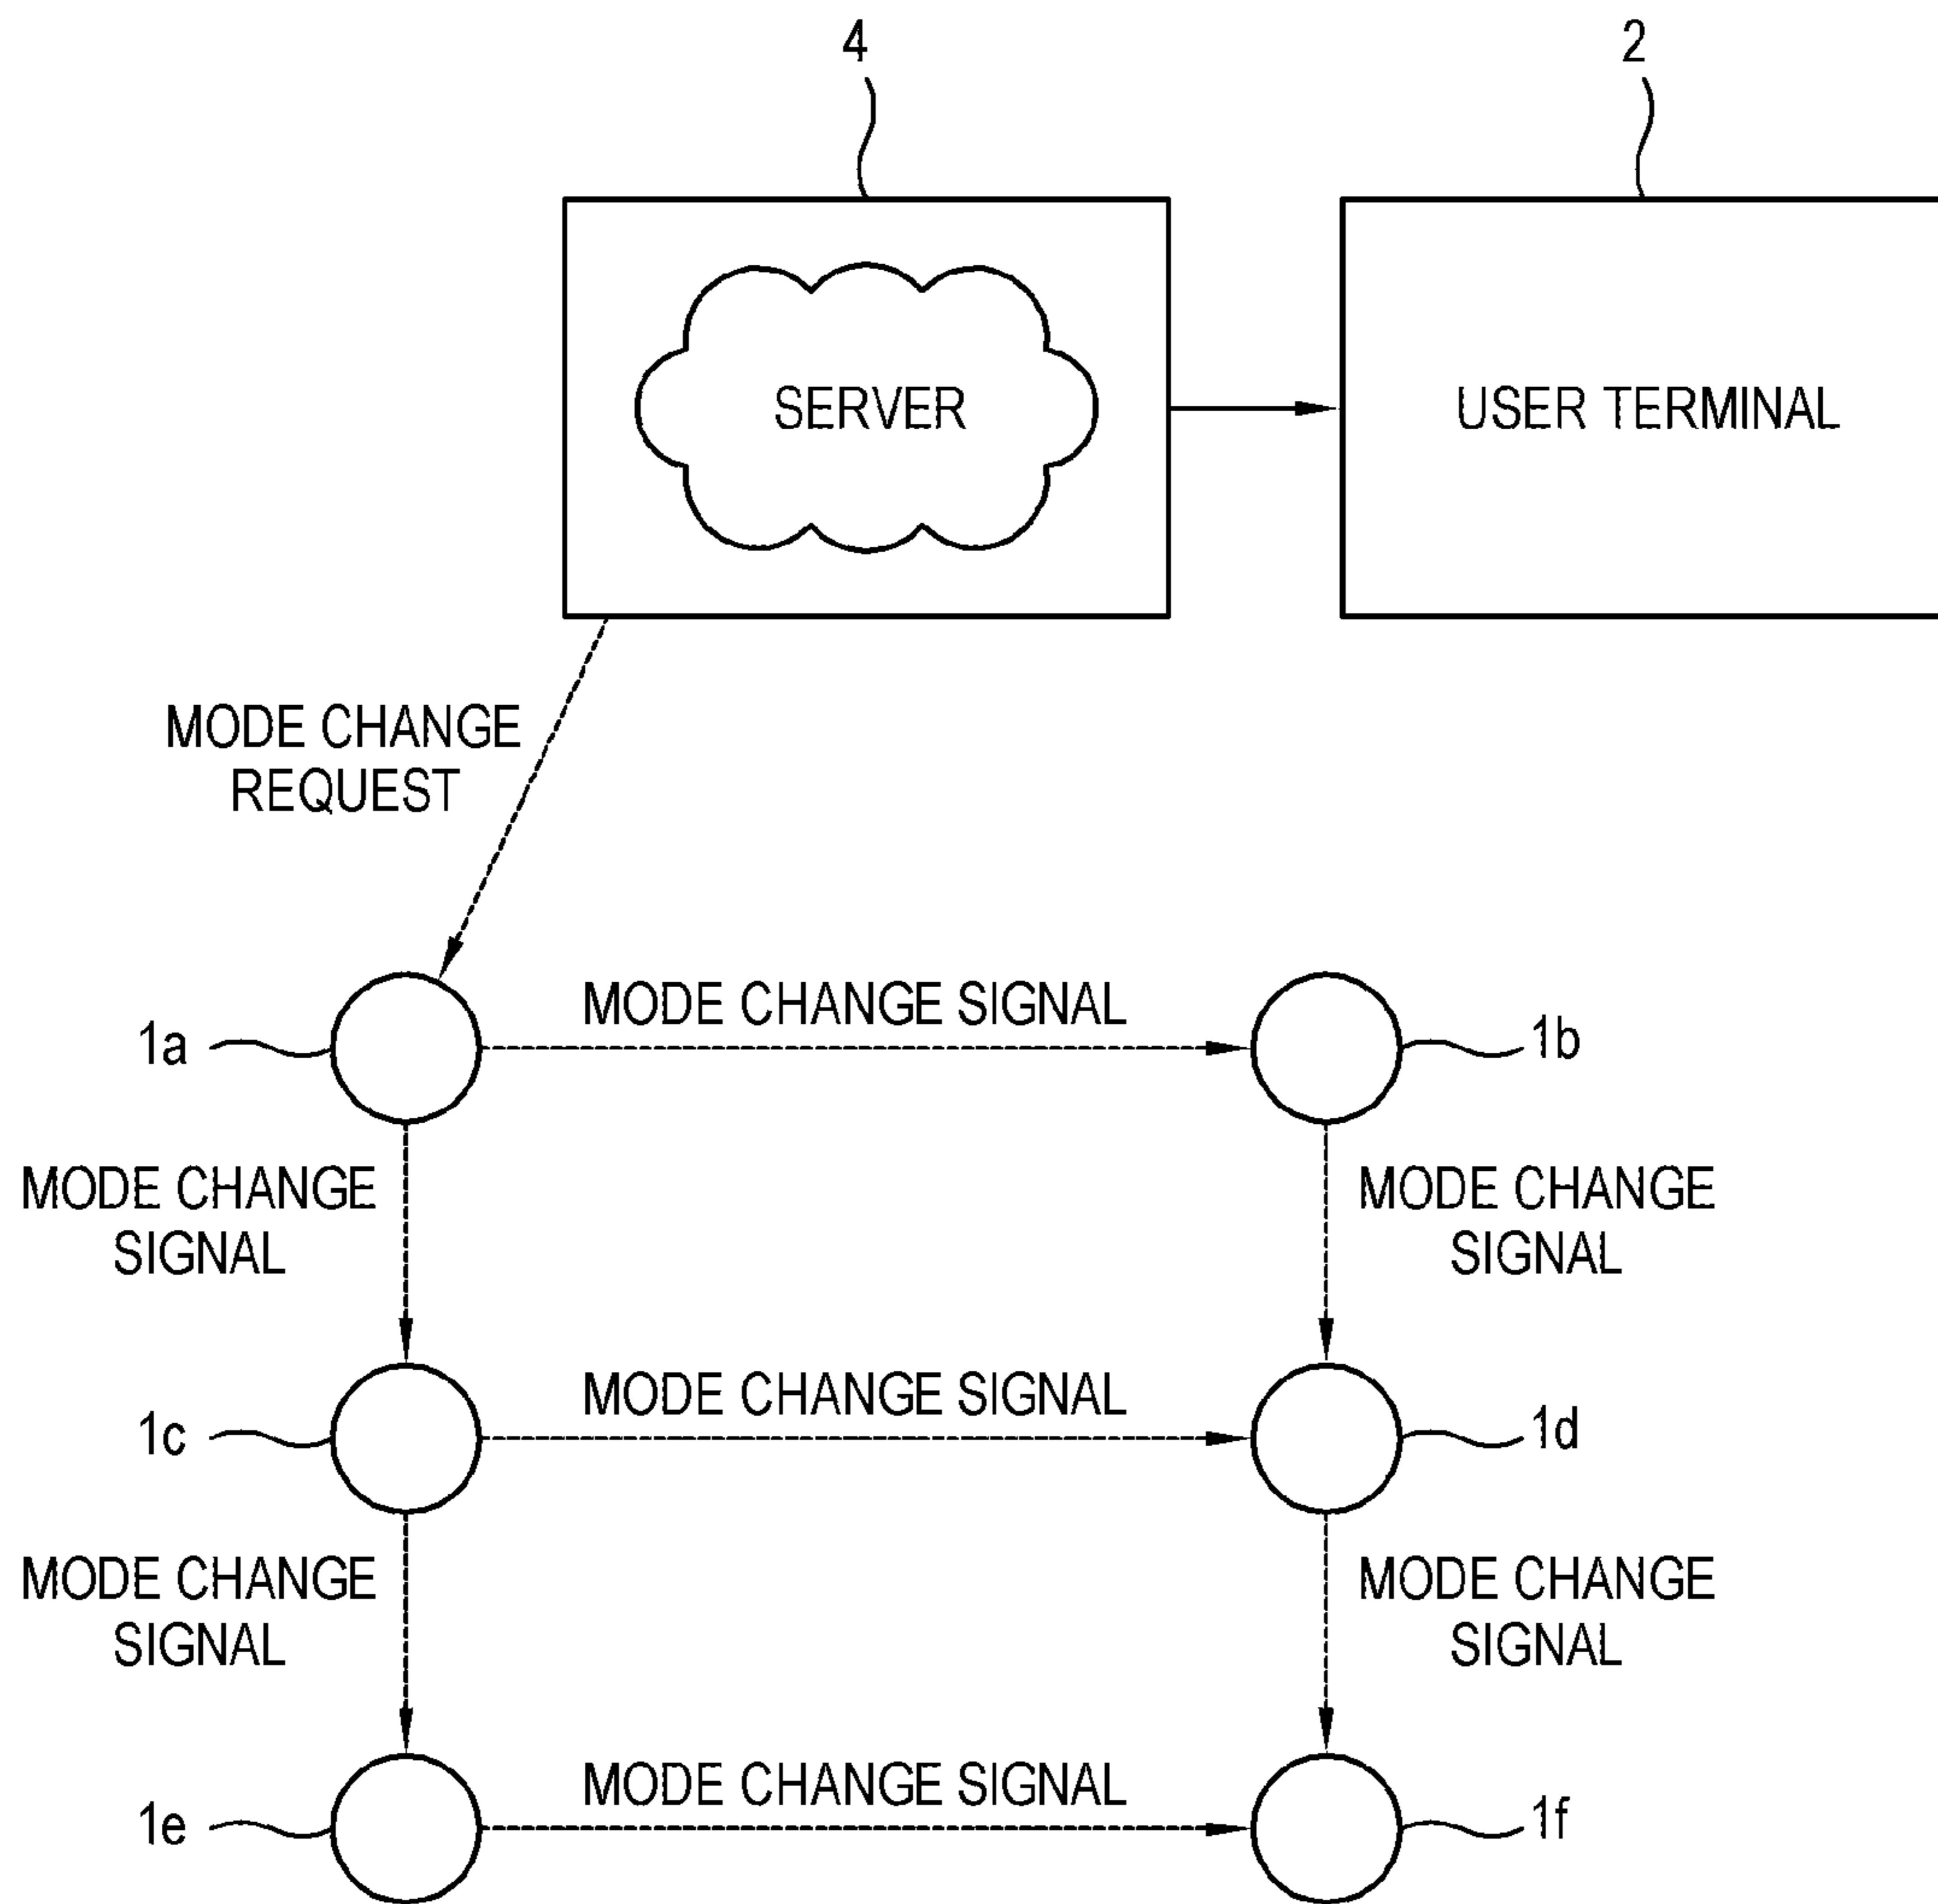 4
2
SERVER
USER TERMINAL
MODE CHANGE
REQUEST
MODE CHANGE SIGNAL
1a
1b
MODE CHANGE
SIGNAL
MODE CHANGE
SIGNAL
MODE CHANGE SIGNAL
1c
1d
MODE CHANGE
SIGNAL
MODE CHANGE
SIGNAL
MODE CHANGE SIGNAL
1e
1f